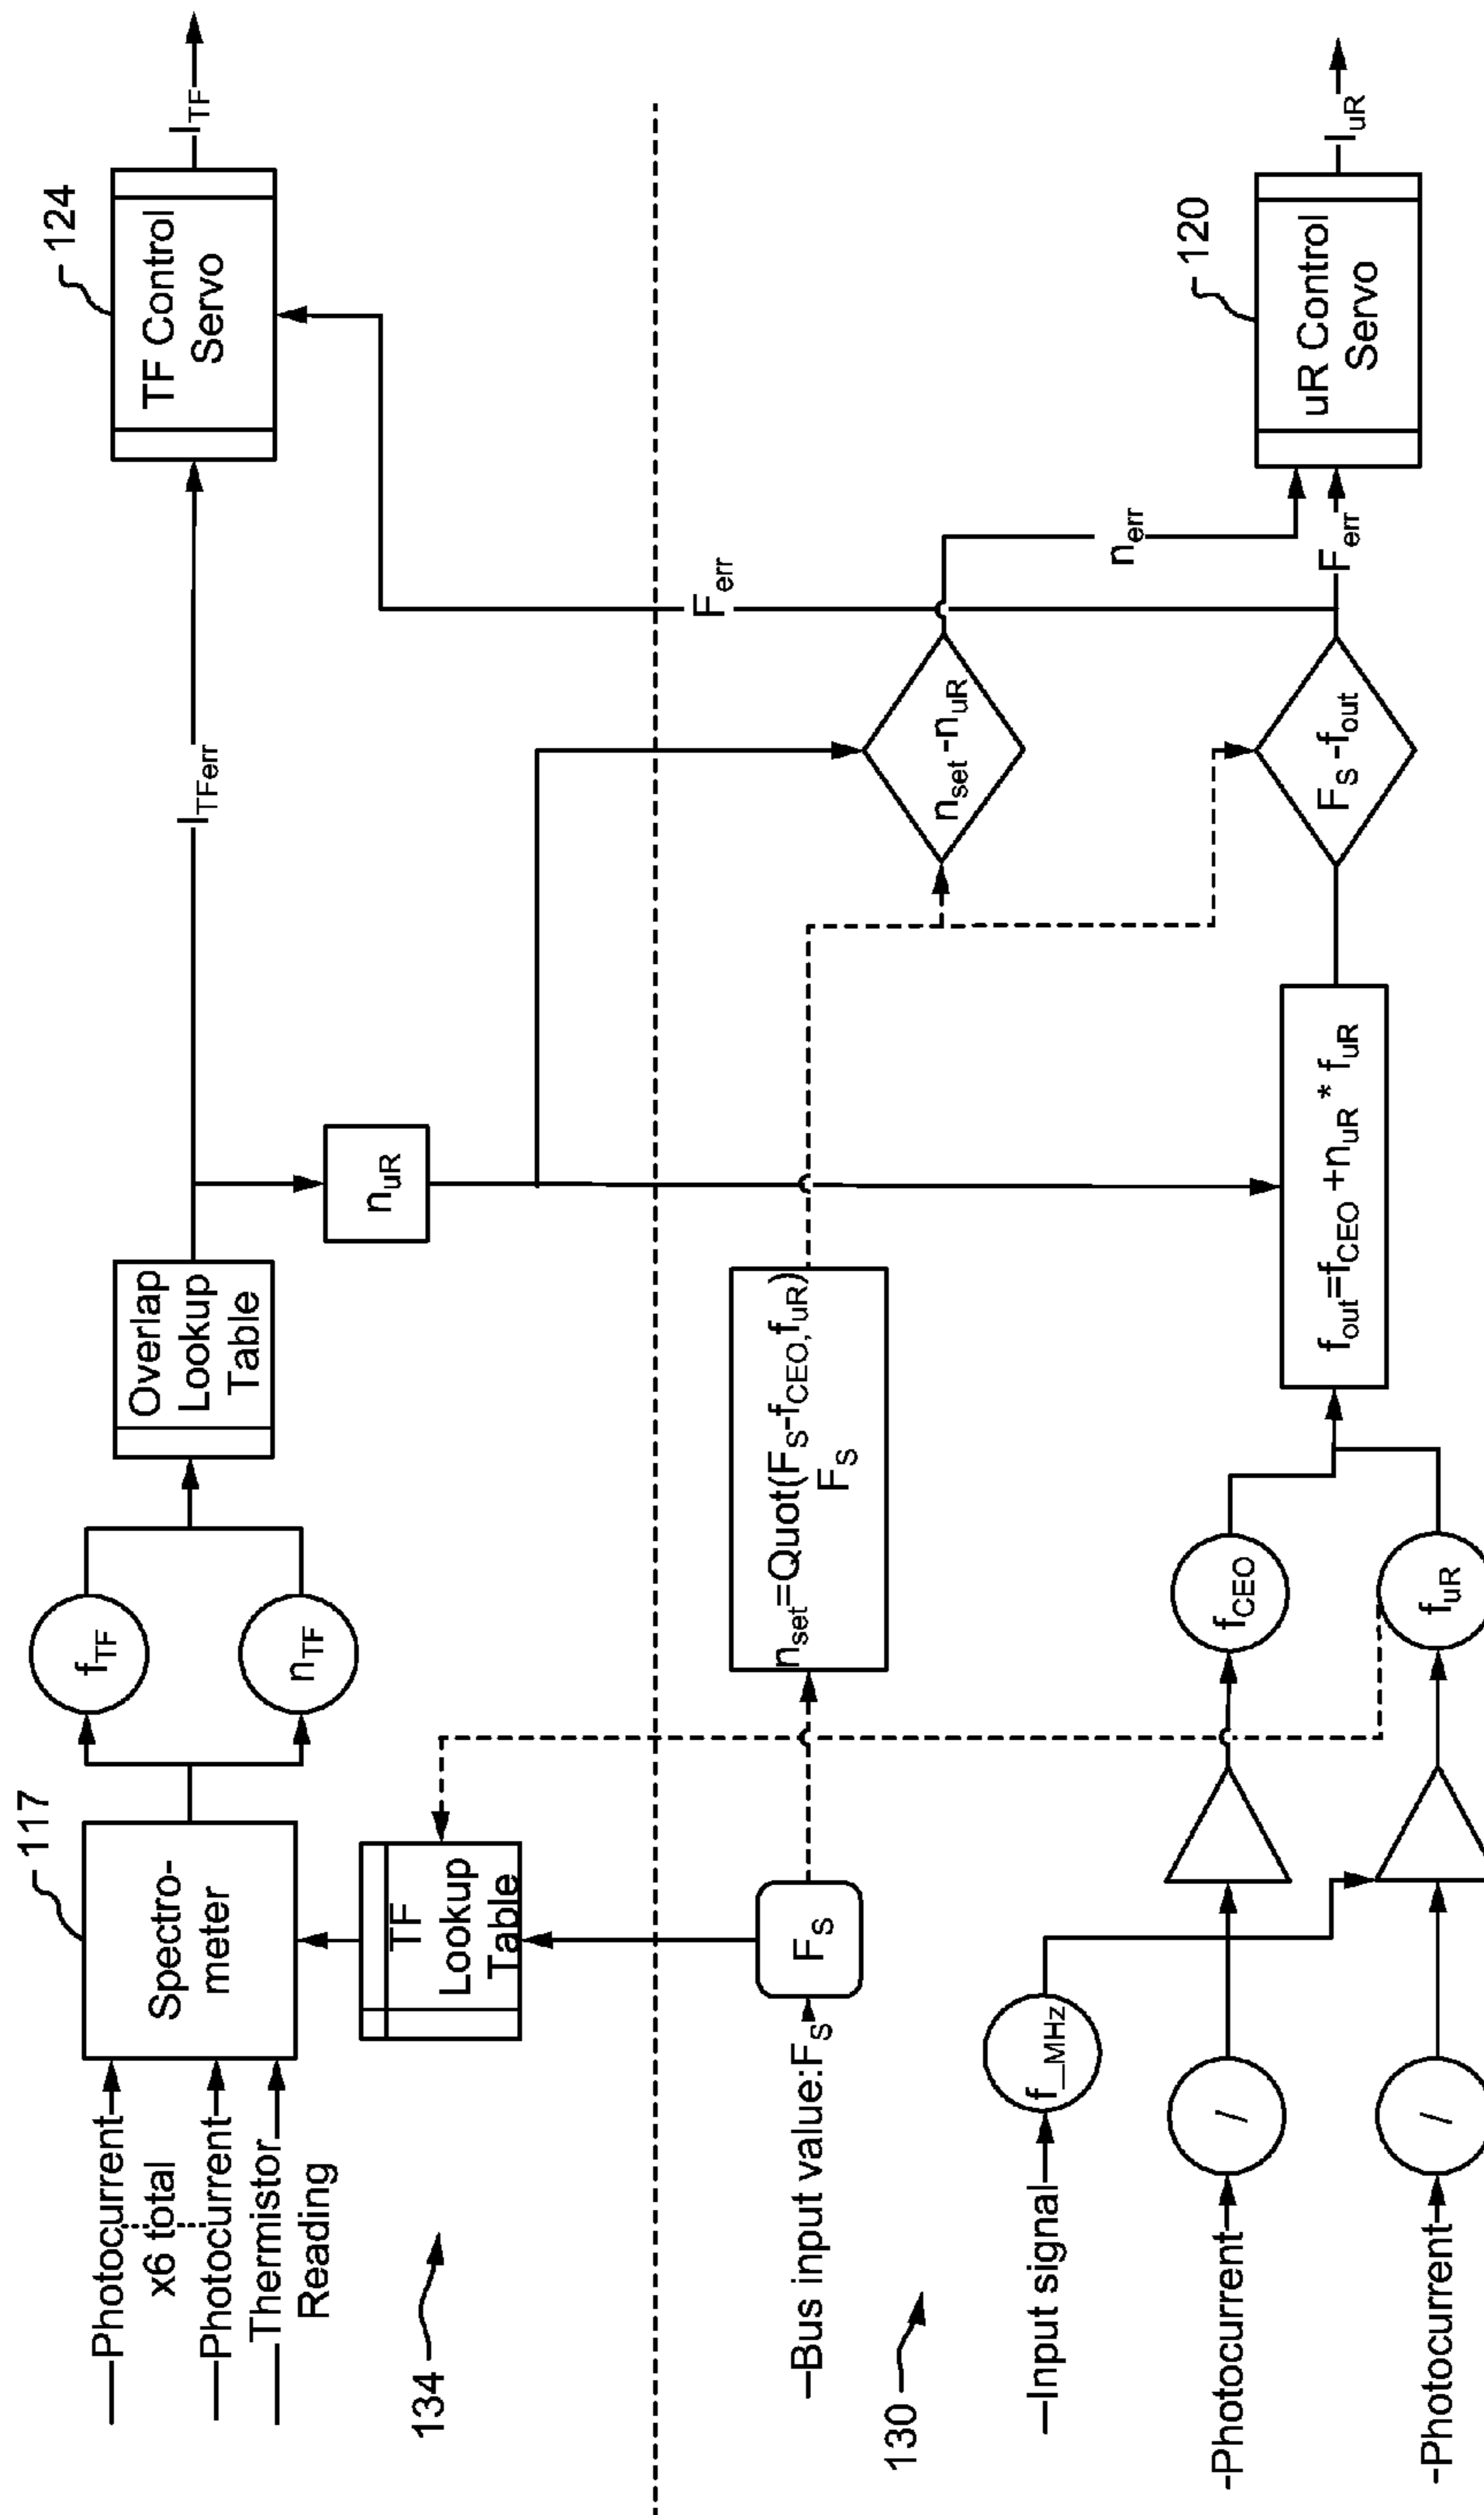 Photocurrent
x6 total
Photocurrent
Thermistor
Reading
134
117
Spectro-
meter
TF
Lookup
Table
f_TF
n_TF
Overlap
Lookup
Table
n_uR
I_TFerr
124
TF Control
Servo
I_TF
F_err
Bus input value:F_S
F_S
n_set=Quot(F_S-f_CEO,f_uR)
F_S
n_set-n_uR
n_err
130
Input signal
f_MHz
Photocurrent
/
f_CEO
Photocurrent
/
f_uR
f_out=f_CEO+n_uR * f_uR
F_S-f_out
F_err
120
uR Control
Servo
I_uR